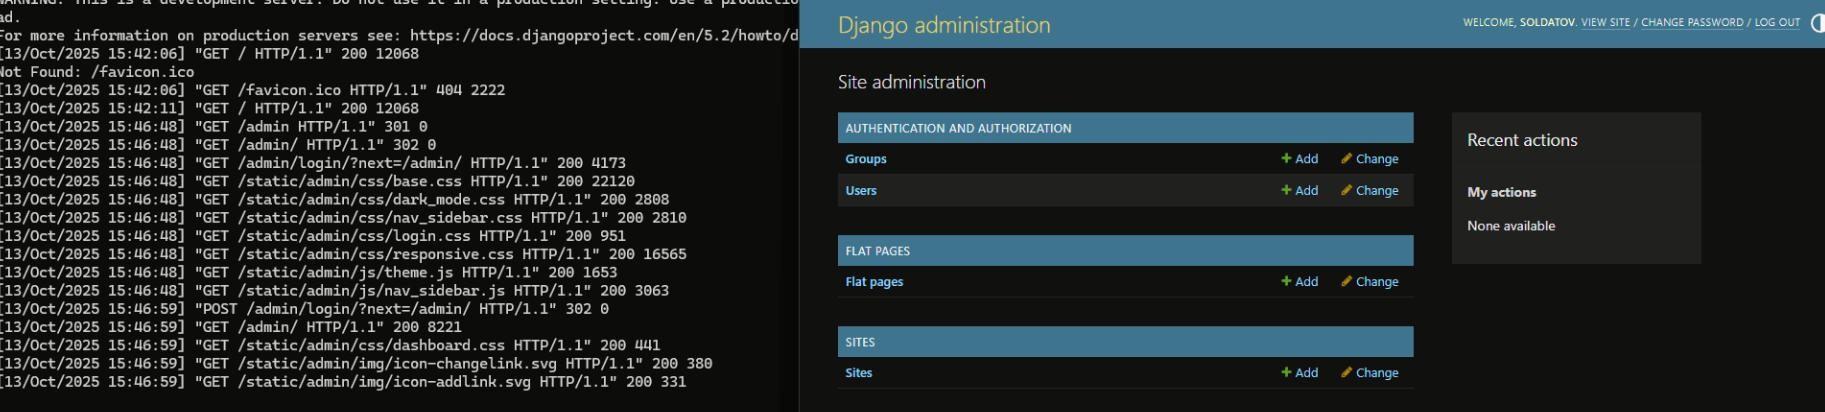 WARNING: This is a development server. Do not use it in a production setting. Use a productio
ad.
For more information on production servers see: https://docs.djangoproject.com/en/5.2/howto/d
[13/Oct/2025 15:42:06] "GET / HTTP/1.1" 200 12068
Not Found: /favicon.ico
[13/Oct/2025 15:42:06] "GET /favicon.ico HTTP/1.1" 404 2222
[13/Oct/2025 15:42:11] "GET / HTTP/1.1" 200 12068
[13/Oct/2025 15:46:48] "GET /admin HTTP/1.1" 301 0
[13/Oct/2025 15:46:48] "GET /admin/ HTTP/1.1" 302 0
[13/Oct/2025 15:46:48] "GET /admin/login/?next=/admin/ HTTP/1.1" 200 4173
[13/Oct/2025 15:46:48] "GET /static/admin/css/base.css HTTP/1.1" 200 22120
[13/Oct/2025 15:46:48] "GET /static/admin/css/dark_mode.css HTTP/1.1" 200 2808
[13/Oct/2025 15:46:48] "GET /static/admin/css/nav_sidebar.css HTTP/1.1" 200 2810
[13/Oct/2025 15:46:48] "GET /static/admin/css/login.css HTTP/1.1" 200 951
[13/Oct/2025 15:46:48] "GET /static/admin/css/responsive.css HTTP/1.1" 200 16565
[13/Oct/2025 15:46:48] "GET /static/admin/js/theme.js HTTP/1.1" 200 1653
[13/Oct/2025 15:46:48] "GET /static/admin/js/nav_sidebar.js HTTP/1.1" 200 3063
[13/Oct/2025 15:46:59] "POST /admin/login/?next=/admin/ HTTP/1.1" 302 0
[13/Oct/2025 15:46:59] "GET /admin/ HTTP/1.1" 200 8221
[13/Oct/2025 15:46:59] "GET /static/admin/css/dashboard.css HTTP/1.1" 200 441
[13/Oct/2025 15:46:59] "GET /static/admin/img/icon-changelink.svg HTTP/1.1" 200 380
[13/Oct/2025 15:46:59] "GET /static/admin/img/icon-addlink.svg HTTP/1.1" 200 331
Django administration
WELCOME, SOLDATOV. VIEW SITE / CHANGE PASSWORD / LOG OUT
Site administration
AUTHENTICATION AND AUTHORIZATION
Groups Add Change
Users Add Change
FLAT PAGES
Flat pages Add Change
SITES
Sites Add Change
Recent actions
My actions
None available